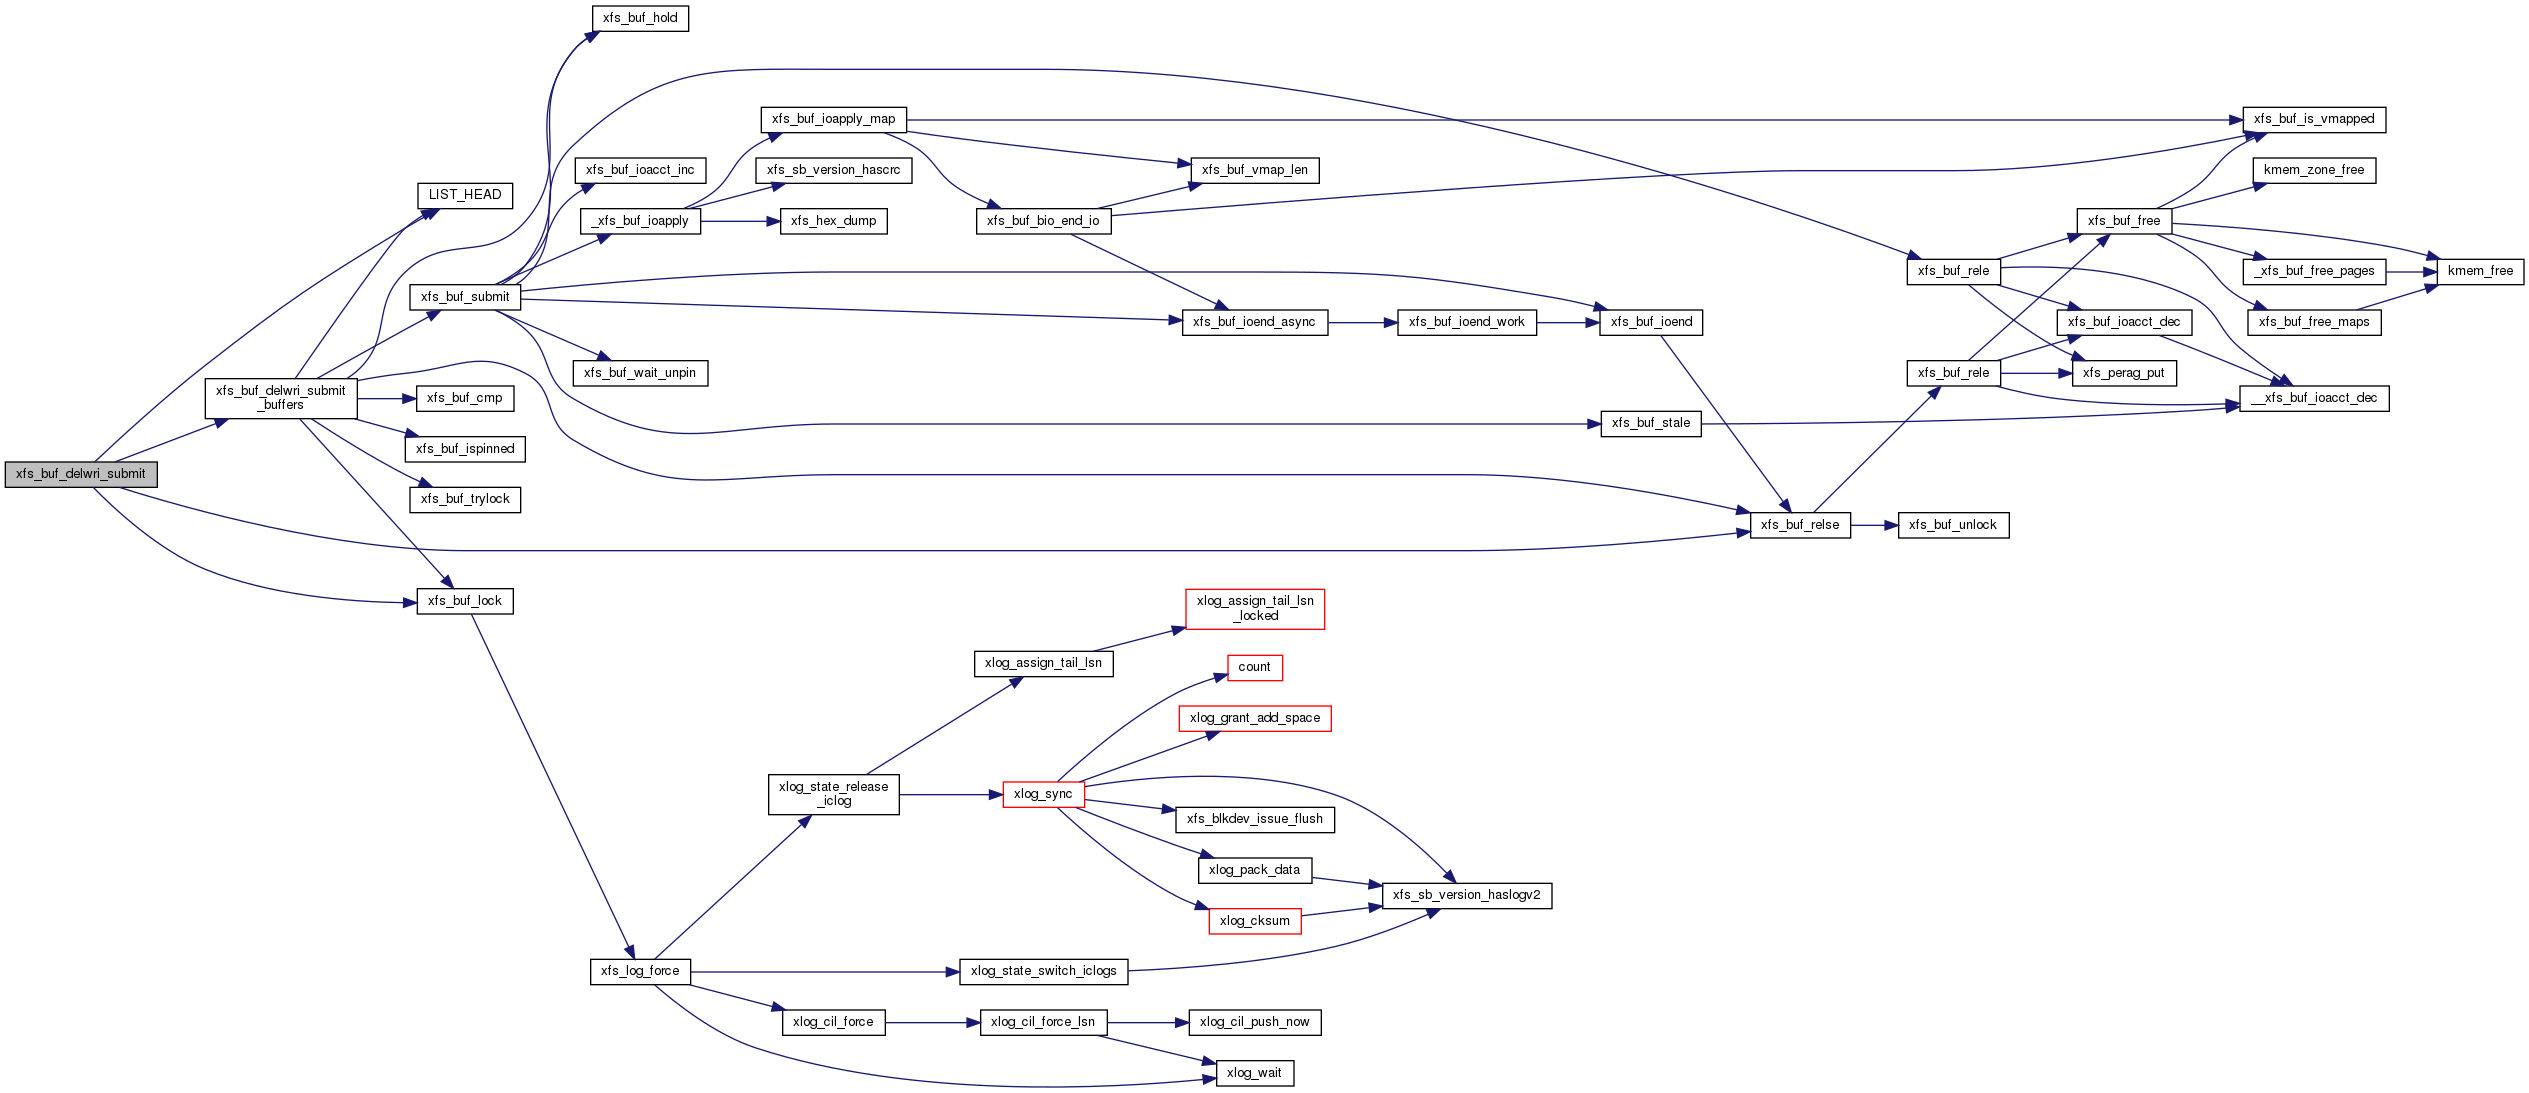 xfs_buf_hold
xfs_buf_ioapply_map
xfs_buf_is_vmapped
xfs_buf_ioacct_inc
xfs_sb_version_hascrc
xfs_buf_vmap_len
kmem_zone_free
LIST_HEAD
_xfs_buf_ioapply
xfs_hex_dump
xfs_buf_bio_end_io
xfs_buf_free
xfs_buf_rele
_xfs_buf_free_pages
kmem_free
xfs_buf_submit
xfs_buf_ioend_async
xfs_buf_ioend_work
xfs_buf_ioend
xfs_buf_ioacct_dec
xfs_buf_free_maps
xfs_buf_wait_unpin
xfs_buf_rele
xfs_perag_put
xfs_buf_delwri_submit
_buffers
xfs_buf_cmp
__xfs_buf_ioacct_dec
xfs_buf_stale
xfs_buf_ispinned
xfs_buf_delwri_submit
xfs_buf_trylock
xfs_buf_relse
xfs_buf_unlock
xfs_buf_lock
xlog_assign_tail_lsn
_locked
xlog_assign_tail_lsn
count
xlog_grant_add_space
xlog_state_release
_iclog
xlog_sync
xfs_blkdev_issue_flush
xlog_pack_data
xfs_sb_version_haslogv2
xlog_cksum
xfs_log_force
xlog_state_switch_iclogs
xlog_cil_force
xlog_cil_force_lsn
xlog_cil_push_now
xlog_wait